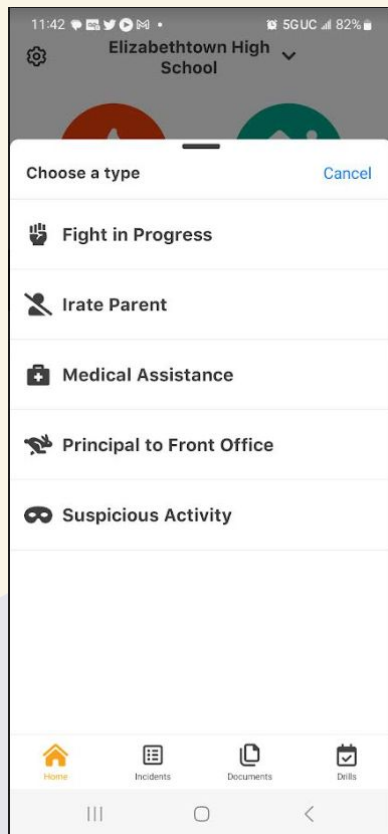 11:42 5GUC 82%
Elizabethtown High
School
Choose a type Cancel
Fight in Progress
Irate Parent
Medical Assistance
Principal to Front Office
Suspicious Activity
Home Incidents Documents Drills